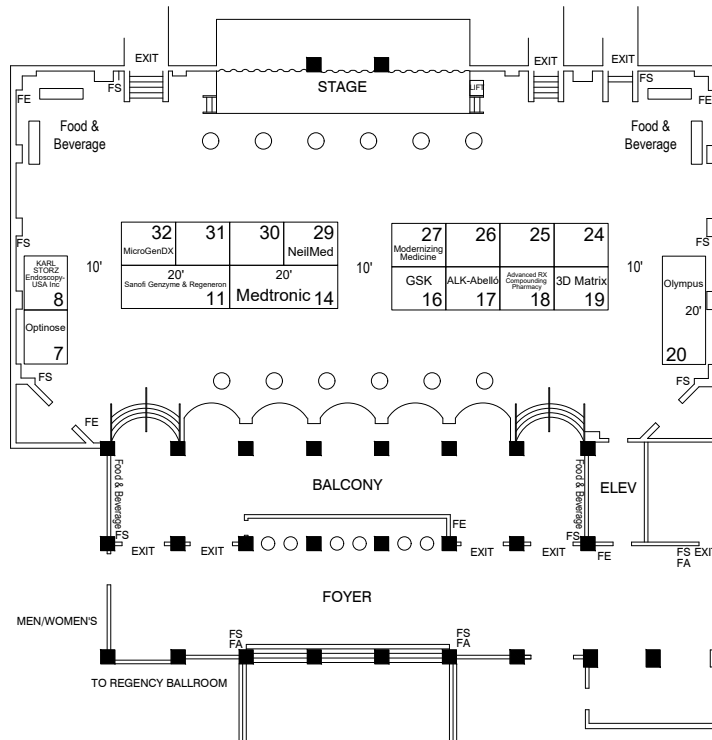 EXIT
EXIT
EXIT
FS
FS
FE
FE
STAGE
LIFT
Food &
Beverage
Food &
Beverage
32
MicroGenDX
31
30
29
NeilMed
27
Modernizing
Medicine
26
25
24
FS
FS
KARL
STORZ
Endoscopy-
USA Inc
8
10'
20'
Sanofi Genzyme & Regeneron
11
20'
Medtronic 14
10'
GSK
16
ALK-Abelló
17
Advanced RX
Compounding
Pharmacy
18
3D Matrix
19
10'
Olympus
20'
20
Optinose
7
FS
FS
FE
Food & Beverage
BALCONY
Food & Beverage
ELEV
FS
EXIT
EXIT
FE
EXIT
EXIT
FS
FE
FS
FA
EXIT
FOYER
MEN/WOMEN'S
FS
FA
FS
FA
TO REGENCY BALLROOM